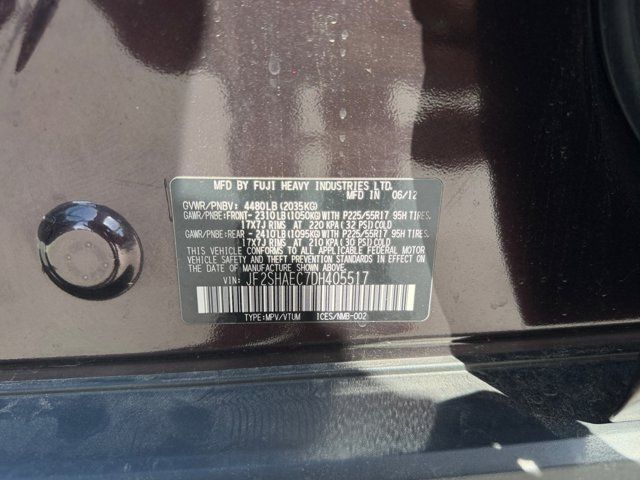 MFD BY FUJI HEAVY INDUSTRIES LTD.
MFD IN 06/12
GVWR/PNBV: 4480LB (2035KG)
GAWR/PNBE:FRONT- 2310LB(1050KG)WITH P225/55R17 95H TIRES,
17X7J RIMS AT 220 KPA(32 PSI)COLD
GAWR/PNBE:REAR - 2410LB(1095KG)WITH P225/55R17 95H TIRES,
17X7J RIMS AT 210 KPA(30 PSI)COLD
THIS VEHICLE CONFORMS TO ALL APPLICABLE FEDERAL MOTOR
VEHICLE SAFETY AND THEFT PREVENTION STANDARDS IN EFFECT
ON THE DATE OF MANUFACTURE SHOWN ABOVE.
VIN: JF2SHAEC7DH405517
TYPE:MPV/VTUM ICES/NMB-002